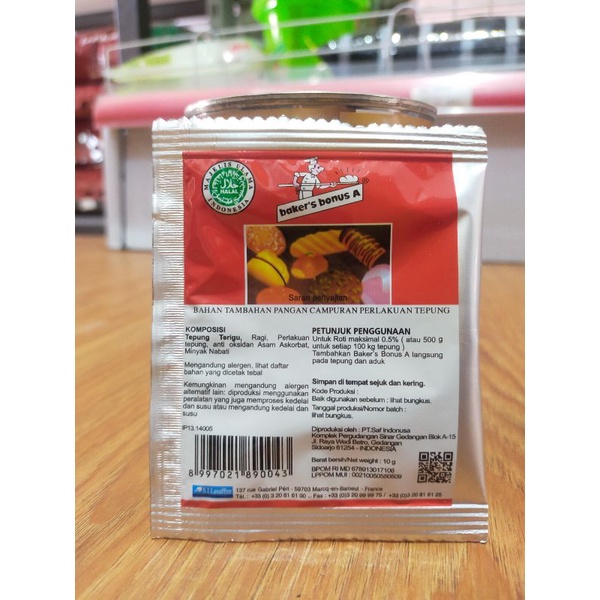 MAJELIS ULAMA
HALAL
INDONESIA
baker's bonus A ®
Saran penyajian
BAHAN TAMBAHAN PANGAN CAMPURAN PERLAKUAN TEPUNG
KOMPOSISI
Tepung Terigu, Ragi, Perlakuan
tepung, anti oksidan Asam Askorbat,
Minyak Nabati
Mengandung alergen, lihat daftar
bahan yang dicetak tebal
Kemungkinan mengandung alergen
alternatif lain: diproduksi menggunakan
peralatan yang juga memproses kedelai
dan susu atau mengandung kedelai dan
susu
IP13.14005
8 997021 890043
PETUNJUK PENGGUNAAN
Untuk Roti maksimal 0.5% ( atau 500 g
untuk setiap 100 kg tepung )
Tambahkan Baker's Bonus A langsung
pada tepung dan aduk
Simpan di tempat sejuk dan kering.
Kode Produksi :
Baik digunakan sebelum : lihat bungkus.
Tanggal produksi/Nomor batch :
lihat bungkus.
Diproduksi oleh : PT.Saf Indonusa
Komplek Pergudangan Sinar Gedangan Blok A-15
Jl. Raya Wedi Betro, Gedangan
Sidoarjo 61254 - INDONESIA
Berat bersih/Net weight : 10 g
BPOM RI MD 678913017106
LPPOM MUI : 00210050580609
Lesaffre
137 rue Gabriel Péri - 59703 Marcq-en-Baroeul - France